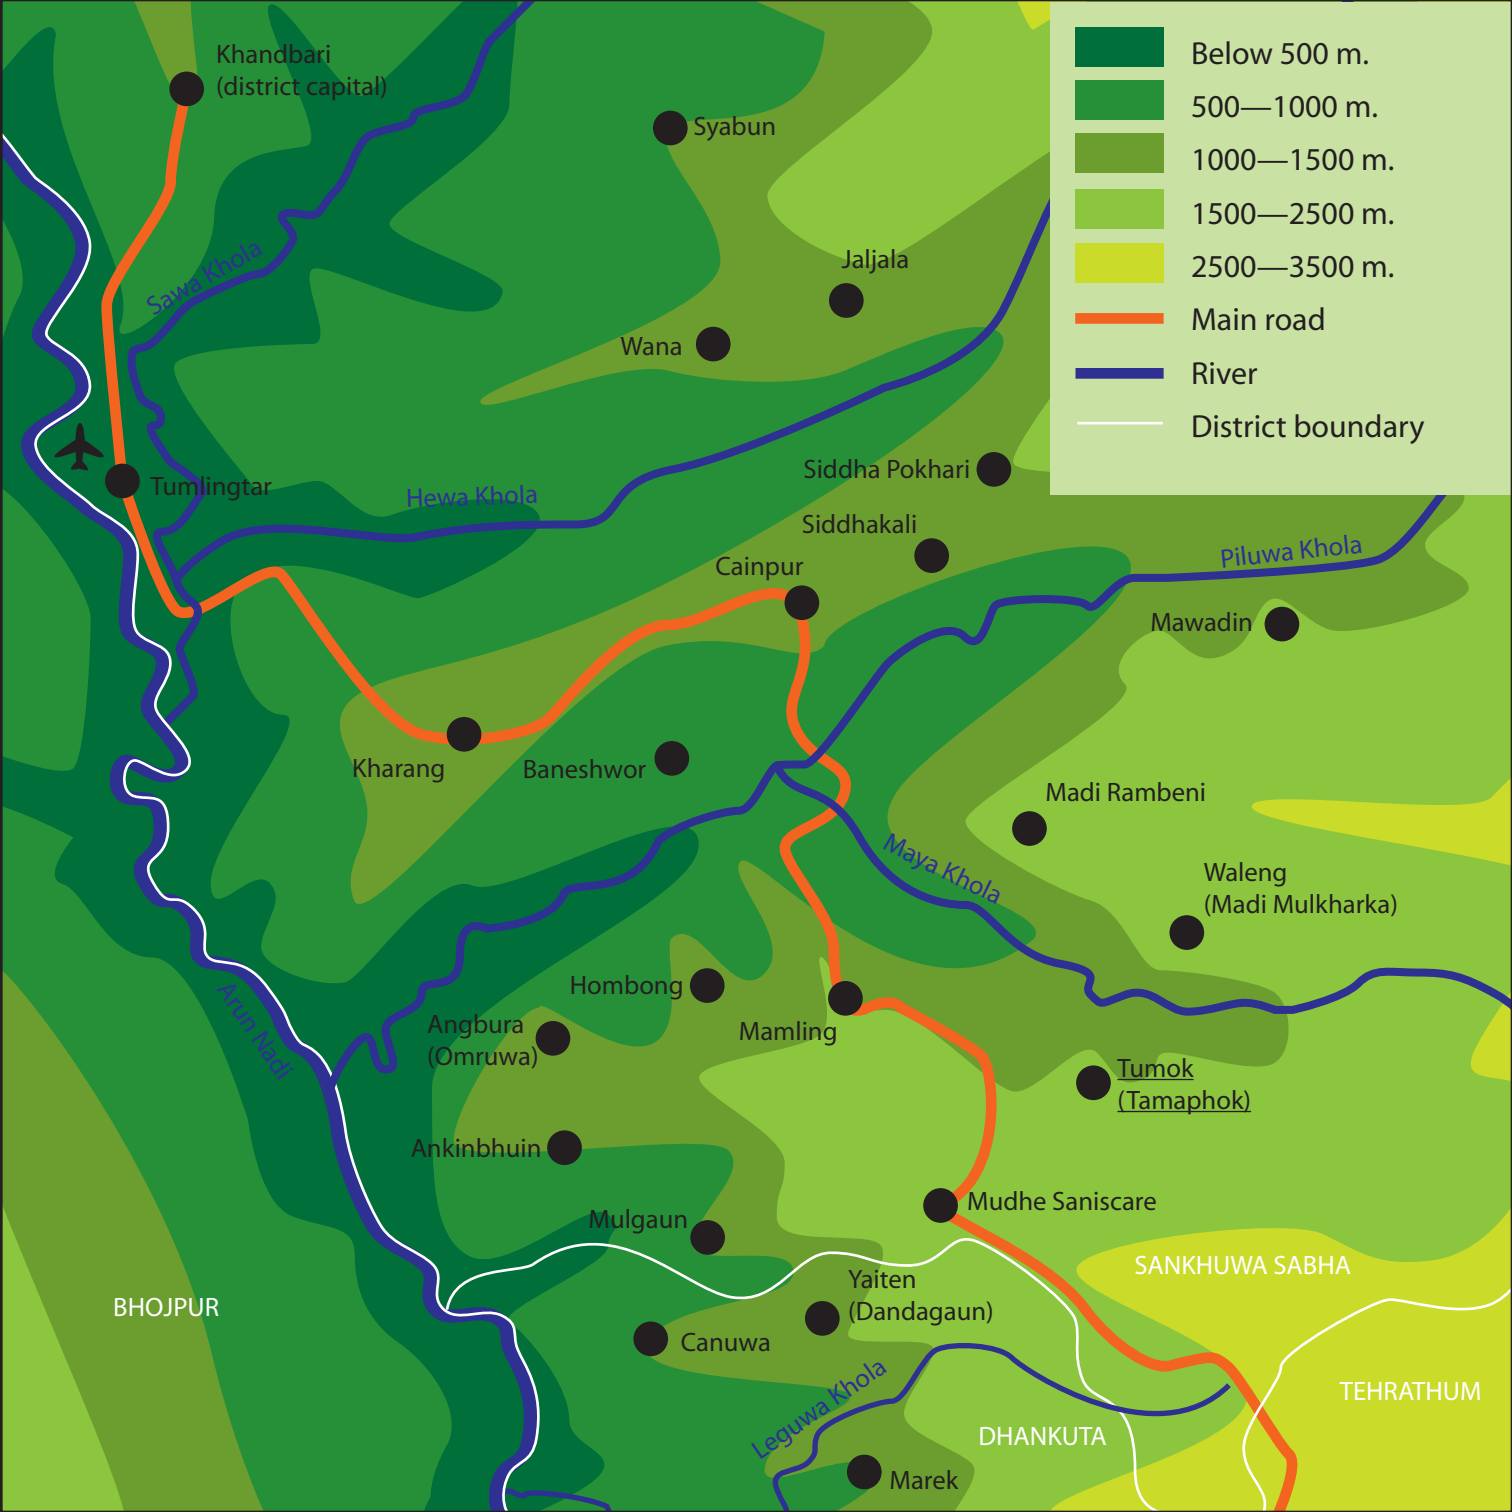 Khandbari
(district capital)
Below 500 m.
500—1000 m.
1000—1500 m.
1500—2500 m.
2500—3500 m.
Main road
River
District boundary
Syabun
Sawa Khola
Jaljala
Wana
Tumlingtar
Hewa Khola
Siddha Pokhari
Siddhakali
Cainpur
Piluwa Khola
Mawadin
Kharang
Baneshwor
Madi Rambeni
Maya Khola
Waleng
(Madi Mulkharka)
Hombong
Arun Nadi
Angbura
(Omruwa)
Mamling
Tumok
(Tamaphok)
Ankinbhuin
Mudhe Saniscare
Mulgaun
SANKHUWA SABHA
Yaiten
(Dandagaun)
BHOJPUR
Canuwa
Leguwa Khola
TEHRATHUM
DHANKUTA
Marek